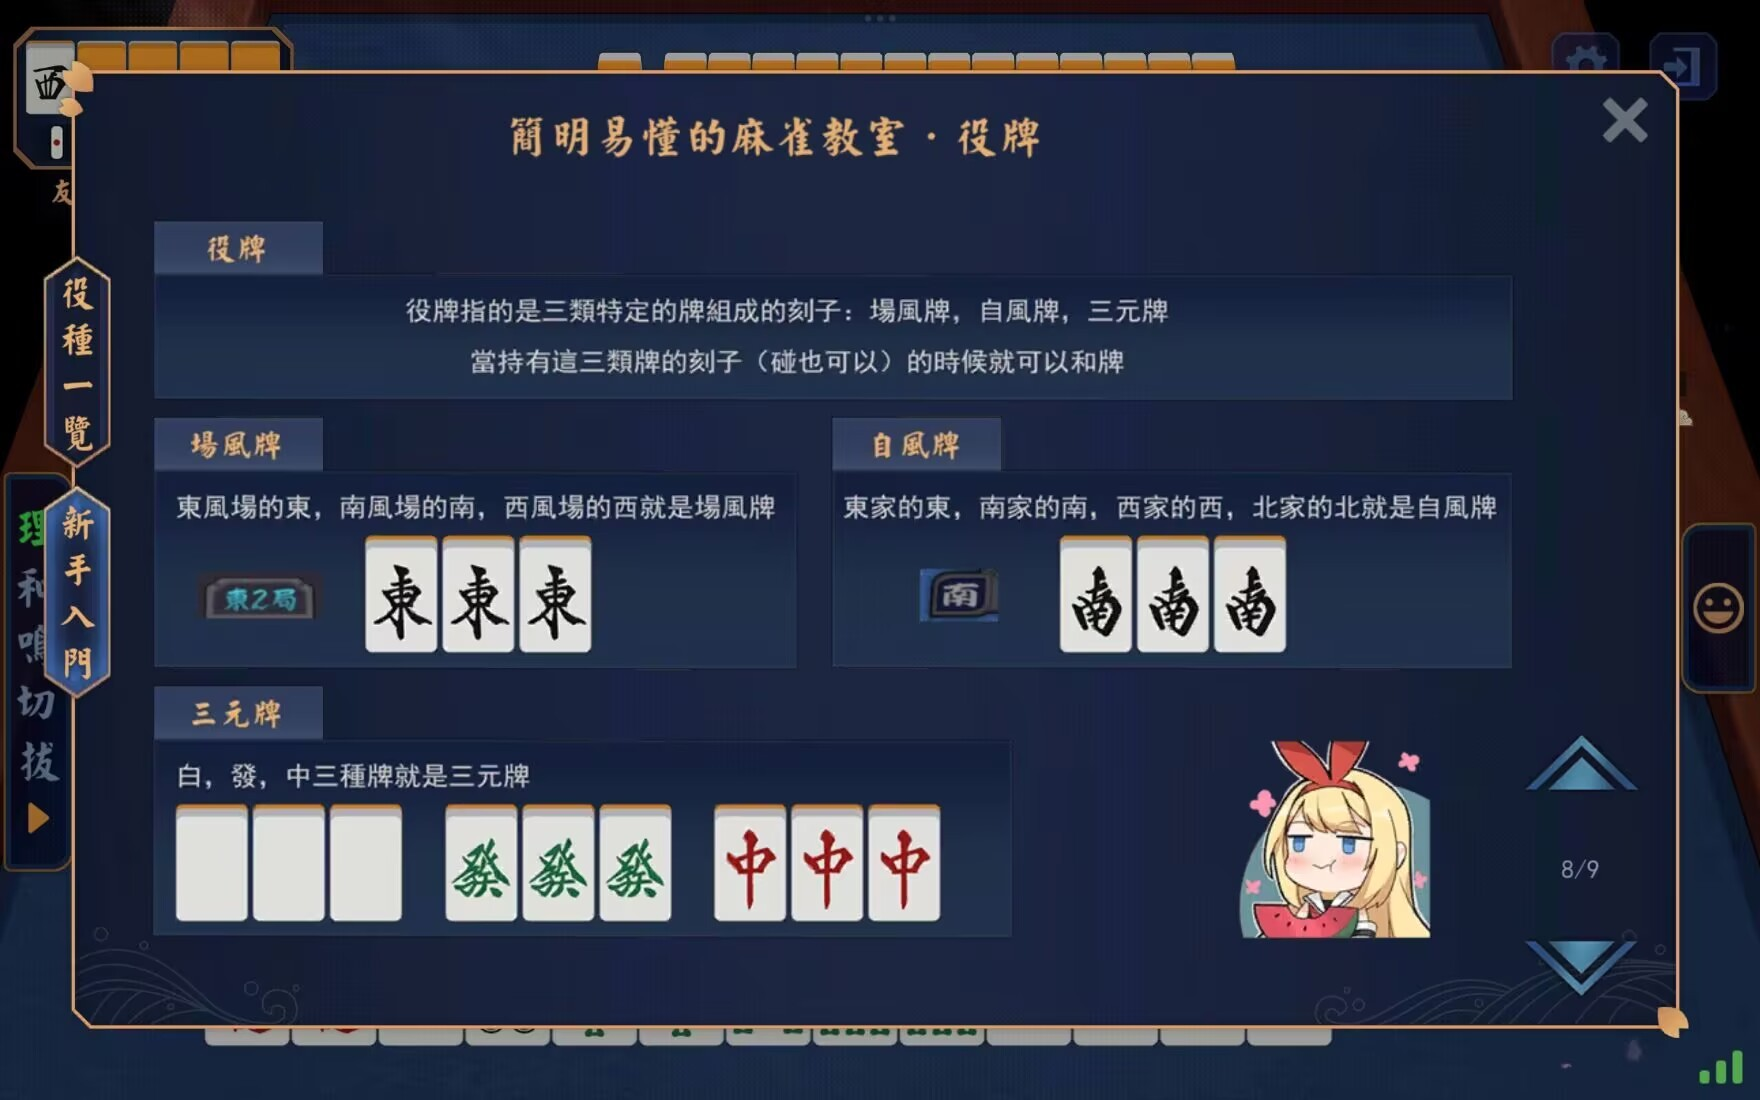 西
友
簡明易懂的麻雀教室·役牌
役種一覽
新手入門
役牌
役牌指的是三類特定的牌組成的刻子：場風牌，自風牌，三元牌
當持有這三類牌的刻子（碰也可以）的時候就可以和牌
場風牌
東風場的東，南風場的南，西風場的西就是場風牌
東2局
東 東 東
自風牌
東家的東，南家的南，西家的西，北家的北就是自風牌
南
南 南 南
三元牌
白，發，中三種牌就是三元牌
發 發 發
中 中 中
理
和
鳴
切
拔
8/9